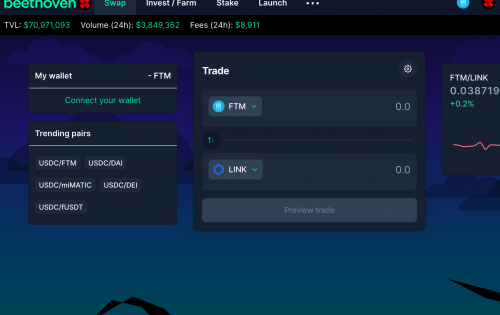 beethoven Swap Invest / Farm Stake Launch
TVL: $70,971,093 Volume (24h): $3,849,362 Fees (24h): $8,911
My wallet - FTM
Connect your wallet
Trending pairs
USDC/FTM USDC/DAI
USDC/miMATIC USDC/DEI
USDC/fUSDT
Trade
FTM 0.0
LINK 0.0
Preview trade
FTM/LINK
0.038719
+0.2%